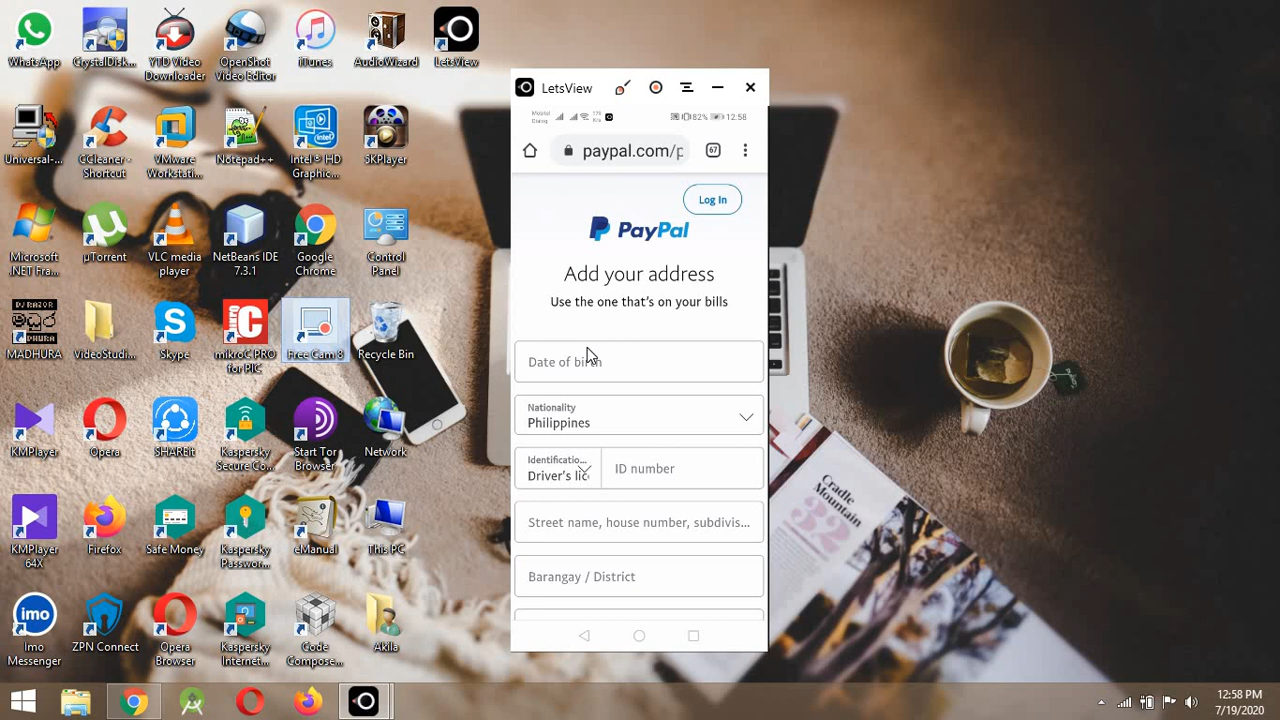 WhatsApp
CrystalDisk...
YTD Video
Downloader
OpenShot
Video Editor
iTunes
AudioWizard
LetsView
Universal-...
CCleaner -
Shortcut
VMware
Workstati...
Notepad++
Intel® HD
Graphic...
5KPlayer
Microsoft
.NET Fra...
µTorrent
VLC media
player
NetBeans IDE
7.3.1
Google
Chrome
Control
Panel
MADHURA
VideoStudi...
Skype
mikroC PRO
for PIC
Free Cam 8
Recycle Bin
KMPlayer
Opera
SHAREit
Kaspersky
Secure Co...
Start Tor
Browser
Network
KMPlayer
64X
Firefox
Safe Money
Kaspersky
Passwor...
eManual
This PC
Imo
Messenger
ZPN Connect
Opera
Browser
Kaspersky
Internet...
Code
Compose...
Akila
LetsView
82% 12:58
paypal.com/p
67
Log In
PayPal
Add your address
Use the one that's on your bills
Date of birth
Nationality
Philippines
Identificatio...
Driver's lic
ID number
Street name, house number, subdivis...
Barangay / District
Cradle
Mountain
22
12:58 PM
7/19/2020